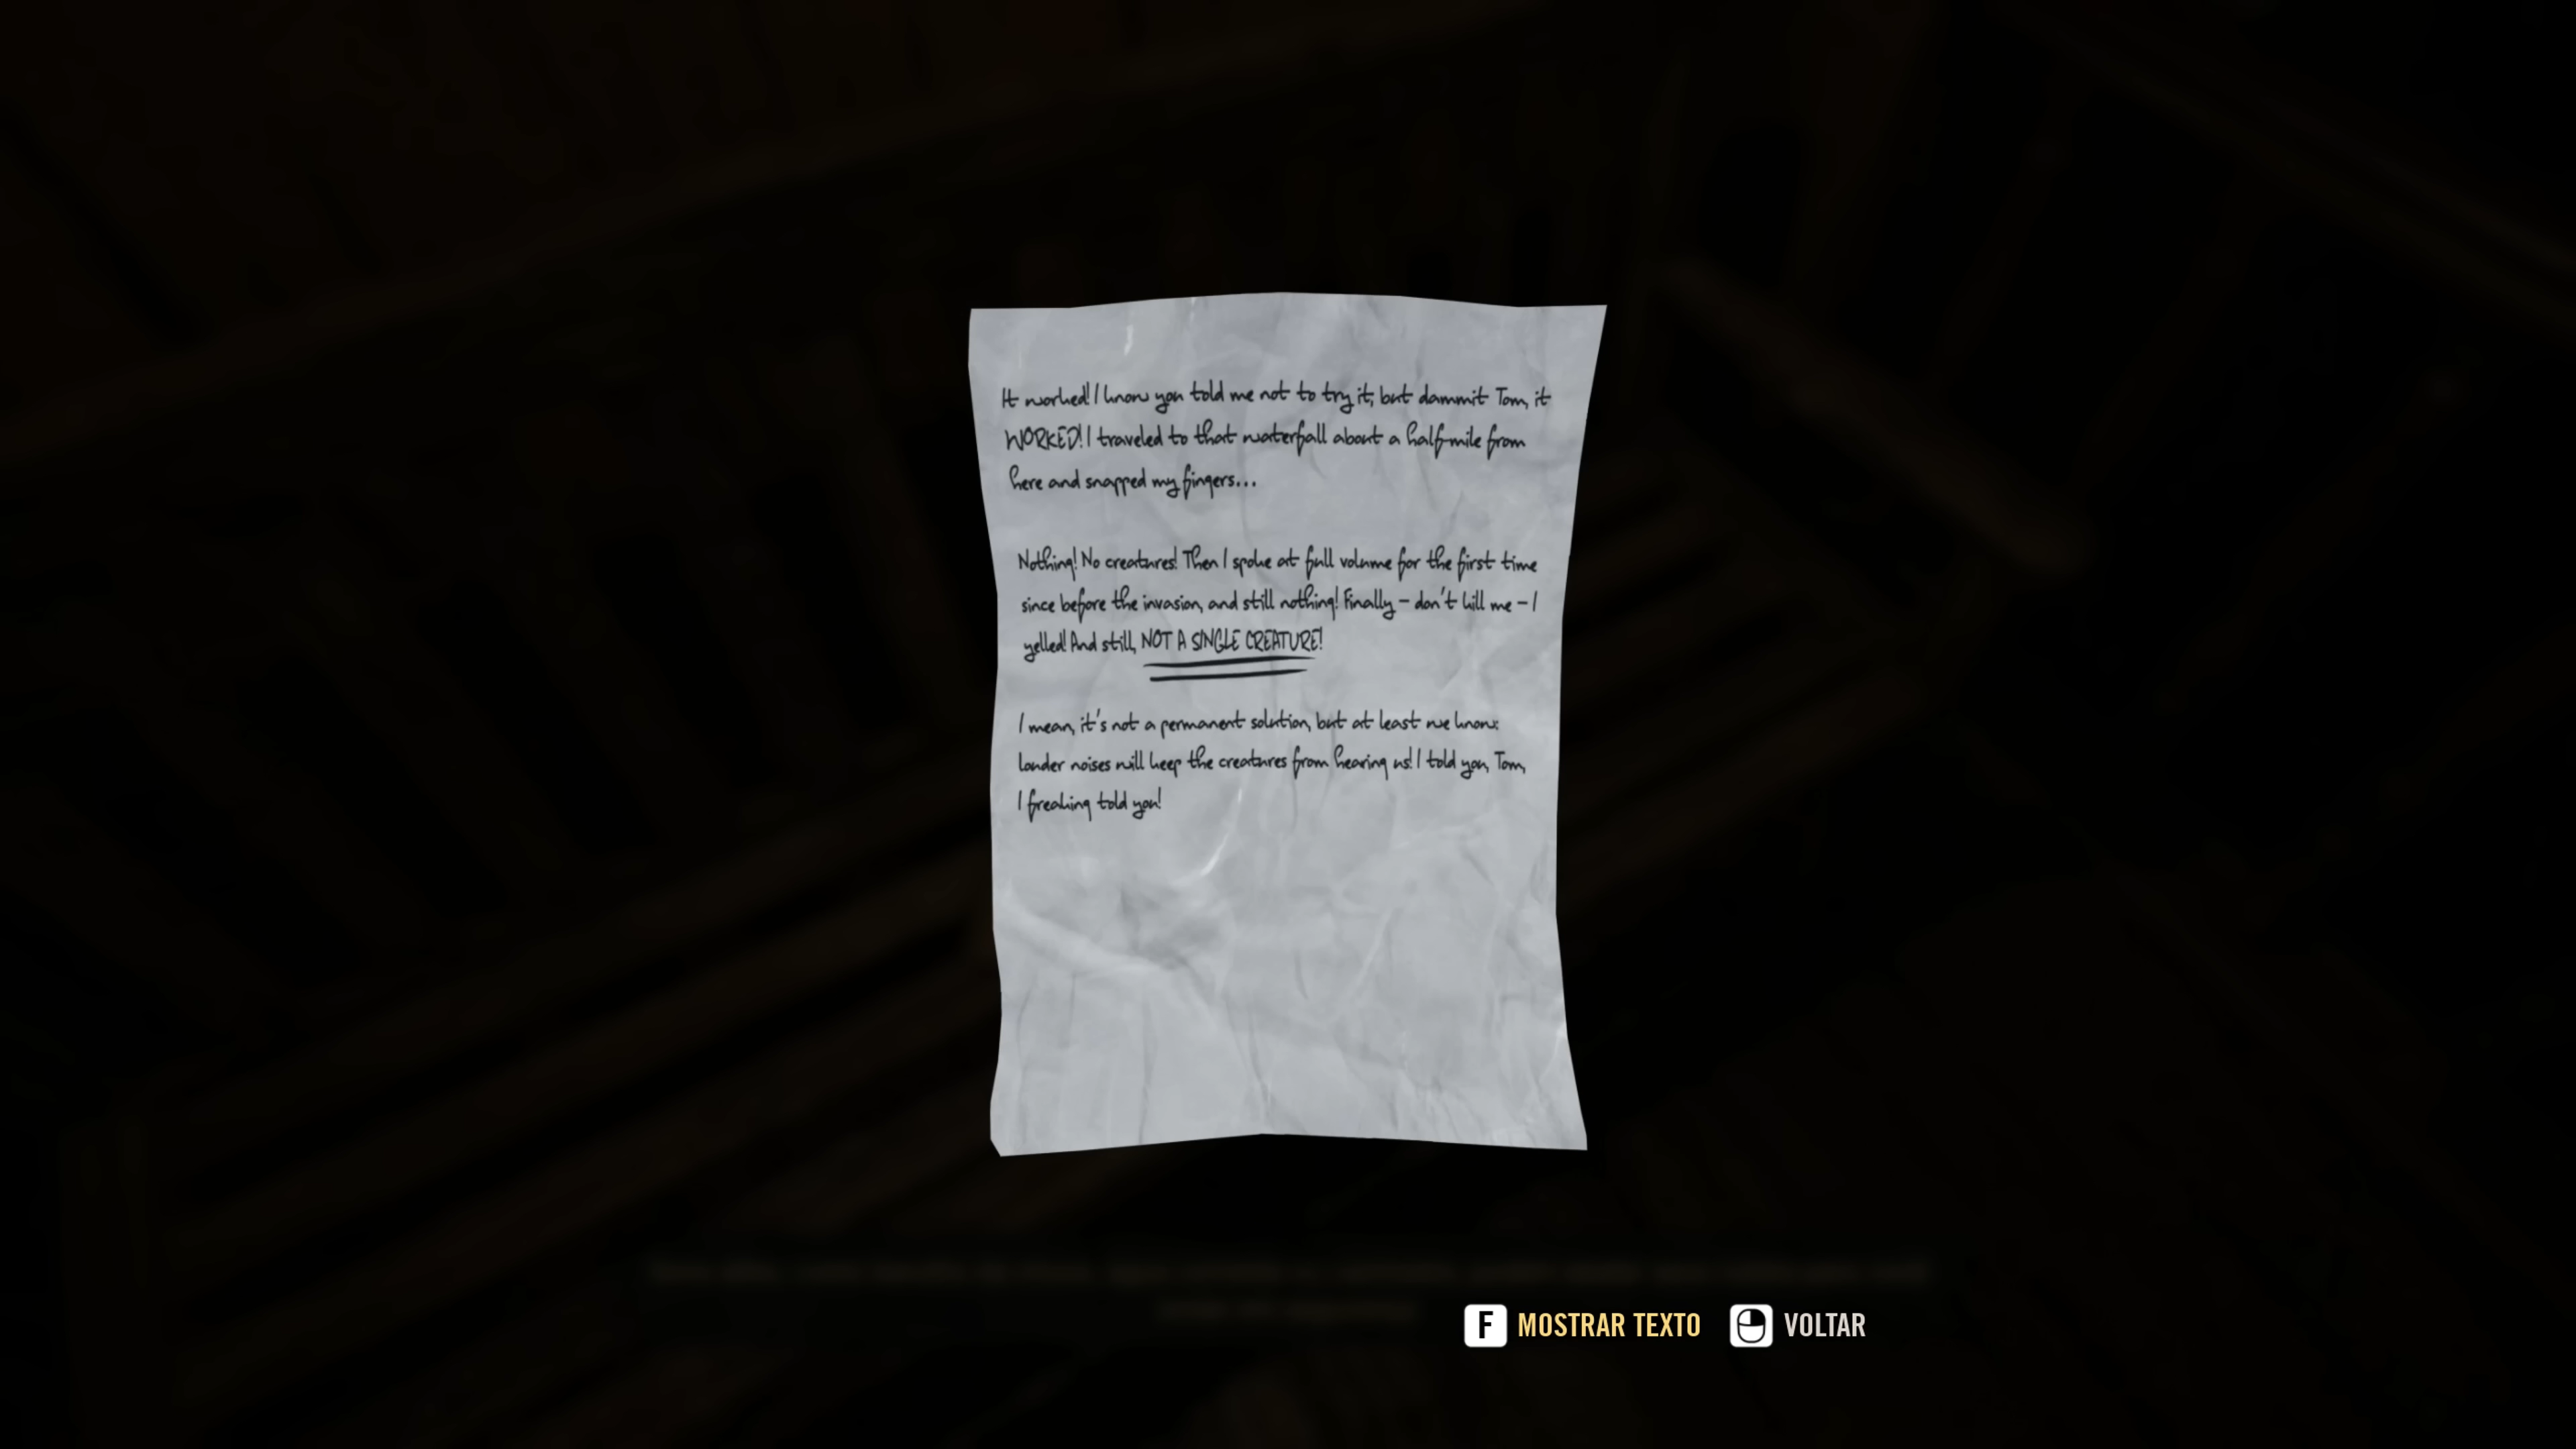 It worked! I know you told me not to try it, but dammit Tom, it
WORKED! I traveled to that waterfall about a half-mile from
here and snapped my fingers...
Nothing! No creatures! Then I spoke at full volume for the first time
since before the invasion, and still nothing! Finally – don't kill me – I
yelled! And still, NOT A SINGLE CREATURE!
I mean, it's not a permanent solution, but at least we know:
louder noises will keep the creatures from hearing us! I told you, Tom,
I freaking told you!
F MOSTRAR TEXTO VOLTAR